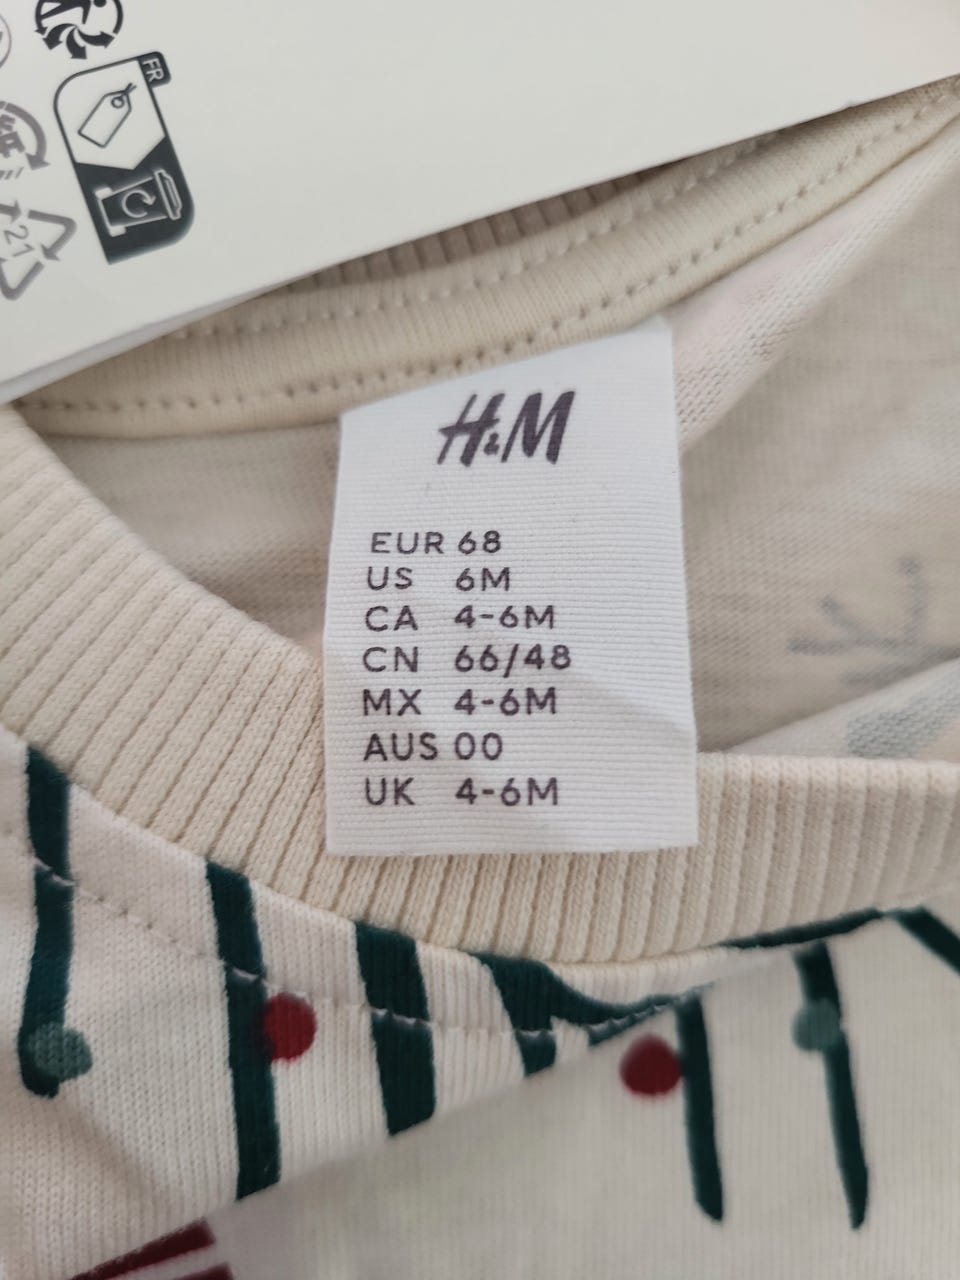 FR
21
H&M
EUR 68
US 6M
CA 4-6M
CN 66/48
MX 4-6M
AUS 00
UK 4-6M